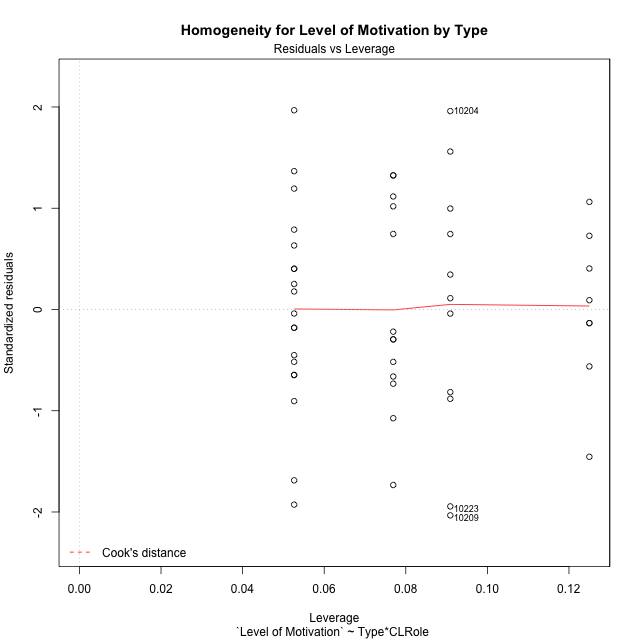 Homogeneity for Level of Motivation by Type
Residuals vs Leverage
Standardized residuals
2
1
0
-1
-2
10204
10223
10209
Cook's distance
0.00 0.02 0.04 0.06 0.08 0.10 0.12
Leverage
`Level of Motivation` ~ Type*CLRole